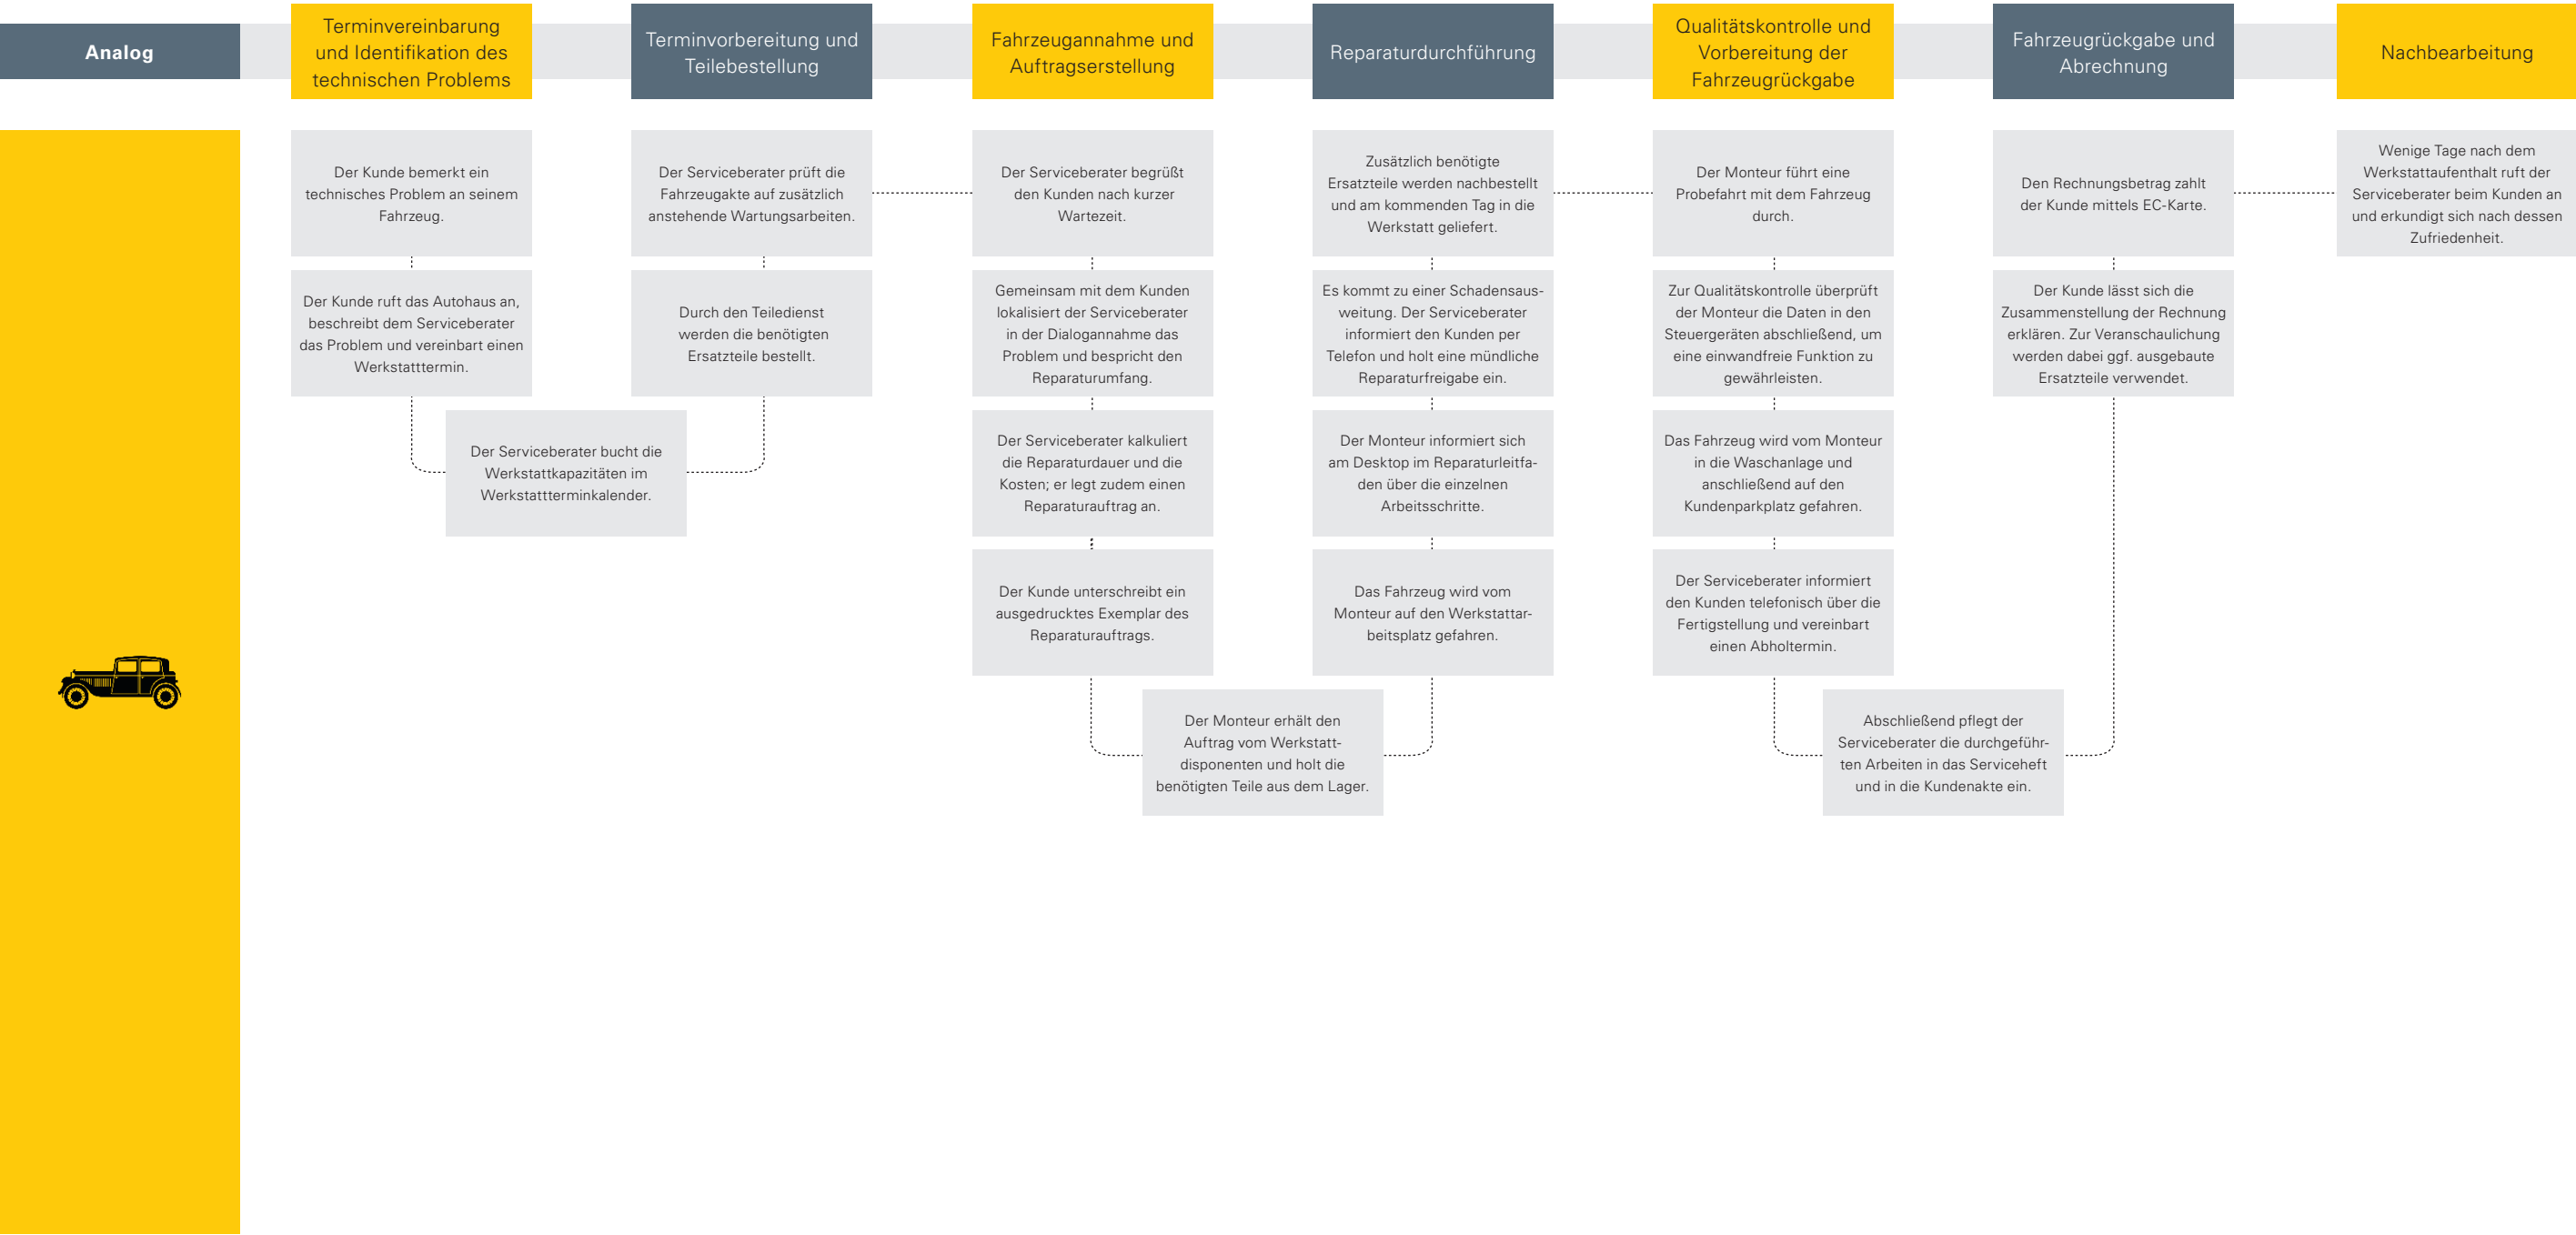 Analog
Terminvereinbarung
und Identifikation des
technischen Problems
Terminvorbereitung und
Teilebestellung
Fahrzeugannahme und
Auftragserstellung
Reparaturdurchführung
Qualitätskontrolle und
Vorbereitung der
Fahrzeugrückgabe
Fahrzeugrückgabe und
Abrechnung
Nachbearbeitung
Der Kunde bemerkt ein
technisches Problem an seinem
Fahrzeug.
Der Kunde ruft das Autohaus an,
beschreibt dem Serviceberater
das Problem und vereinbart einen
Werkstatttermin.
Der Serviceberater bucht die
Werkstattkapazitäten im
Werkstattterminkalender.
Der Serviceberater prüft die
Fahrzeugakte auf zusätzlich
anstehende Wartungsarbeiten.
Durch den Teiledienst
werden die benötigten
Ersatzteile bestellt.
Der Serviceberater begrüßt
den Kunden nach kurzer
Wartezeit.
Gemeinsam mit dem Kunden
lokalisiert der Serviceberater
in der Dialogannahme das
Problem und bespricht den
Reparaturumfang.
Der Serviceberater kalkuliert
die Reparaturdauer und die
Kosten; er legt zudem einen
Reparaturauftrag an.
Der Kunde unterschreibt ein
ausgedrucktes Exemplar des
Reparaturauftrags.
Der Monteur erhält den
Auftrag vom Werkstatt-
disponenten und holt die
benötigten Teile aus dem Lager.
Zusätzlich benötigte
Ersatzteile werden nachbestellt
und am kommenden Tag in die
Werkstatt geliefert.
Es kommt zu einer Schadensaus-
weitung. Der Serviceberater
informiert den Kunden per
Telefon und holt eine mündliche
Reparaturfreigabe ein.
Der Monteur informiert sich
am Desktop im Reparaturleitfa-
den über die einzelnen
Arbeitsschritte.
Das Fahrzeug wird vom
Monteur auf den Werkstattar-
beitsplatz gefahren.
Der Monteur führt eine
Probefahrt mit dem Fahrzeug
durch.
Zur Qualitätskontrolle überprüft
der Monteur die Daten in den
Steuergeräten abschließend, um
eine einwandfreie Funktion zu
gewährleisten.
Das Fahrzeug wird vom Monteur
in die Waschanlage und
anschließend auf den
Kundenparkplatz gefahren.
Der Serviceberater informiert
den Kunden telefonisch über die
Fertigstellung und vereinbart
einen Abholtermin.
Abschließend pflegt der
Serviceberater die durchgeführ-
ten Arbeiten in das Serviceheft
und in die Kundenakte ein.
Den Rechnungsbetrag zahlt
der Kunde mittels EC-Karte.
Der Kunde lässt sich die
Zusammenstellung der Rechnung
erklären. Zur Veranschaulichung
werden dabei ggf. ausgebaute
Ersatzteile verwendet.
Wenige Tage nach dem
Werkstattaufenthalt ruft der
Serviceberater beim Kunden an
und erkundigt sich nach dessen
Zufriedenheit.